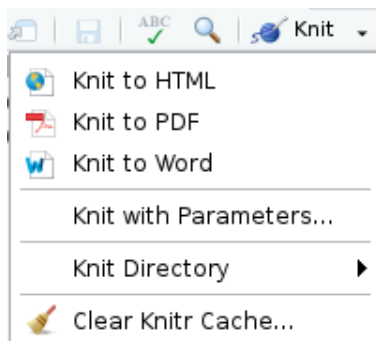 ABC Knit
Knit to HTML
Knit to PDF
Knit to Word
Knit with Parameters...
Knit Directory
Clear Knitr Cache...